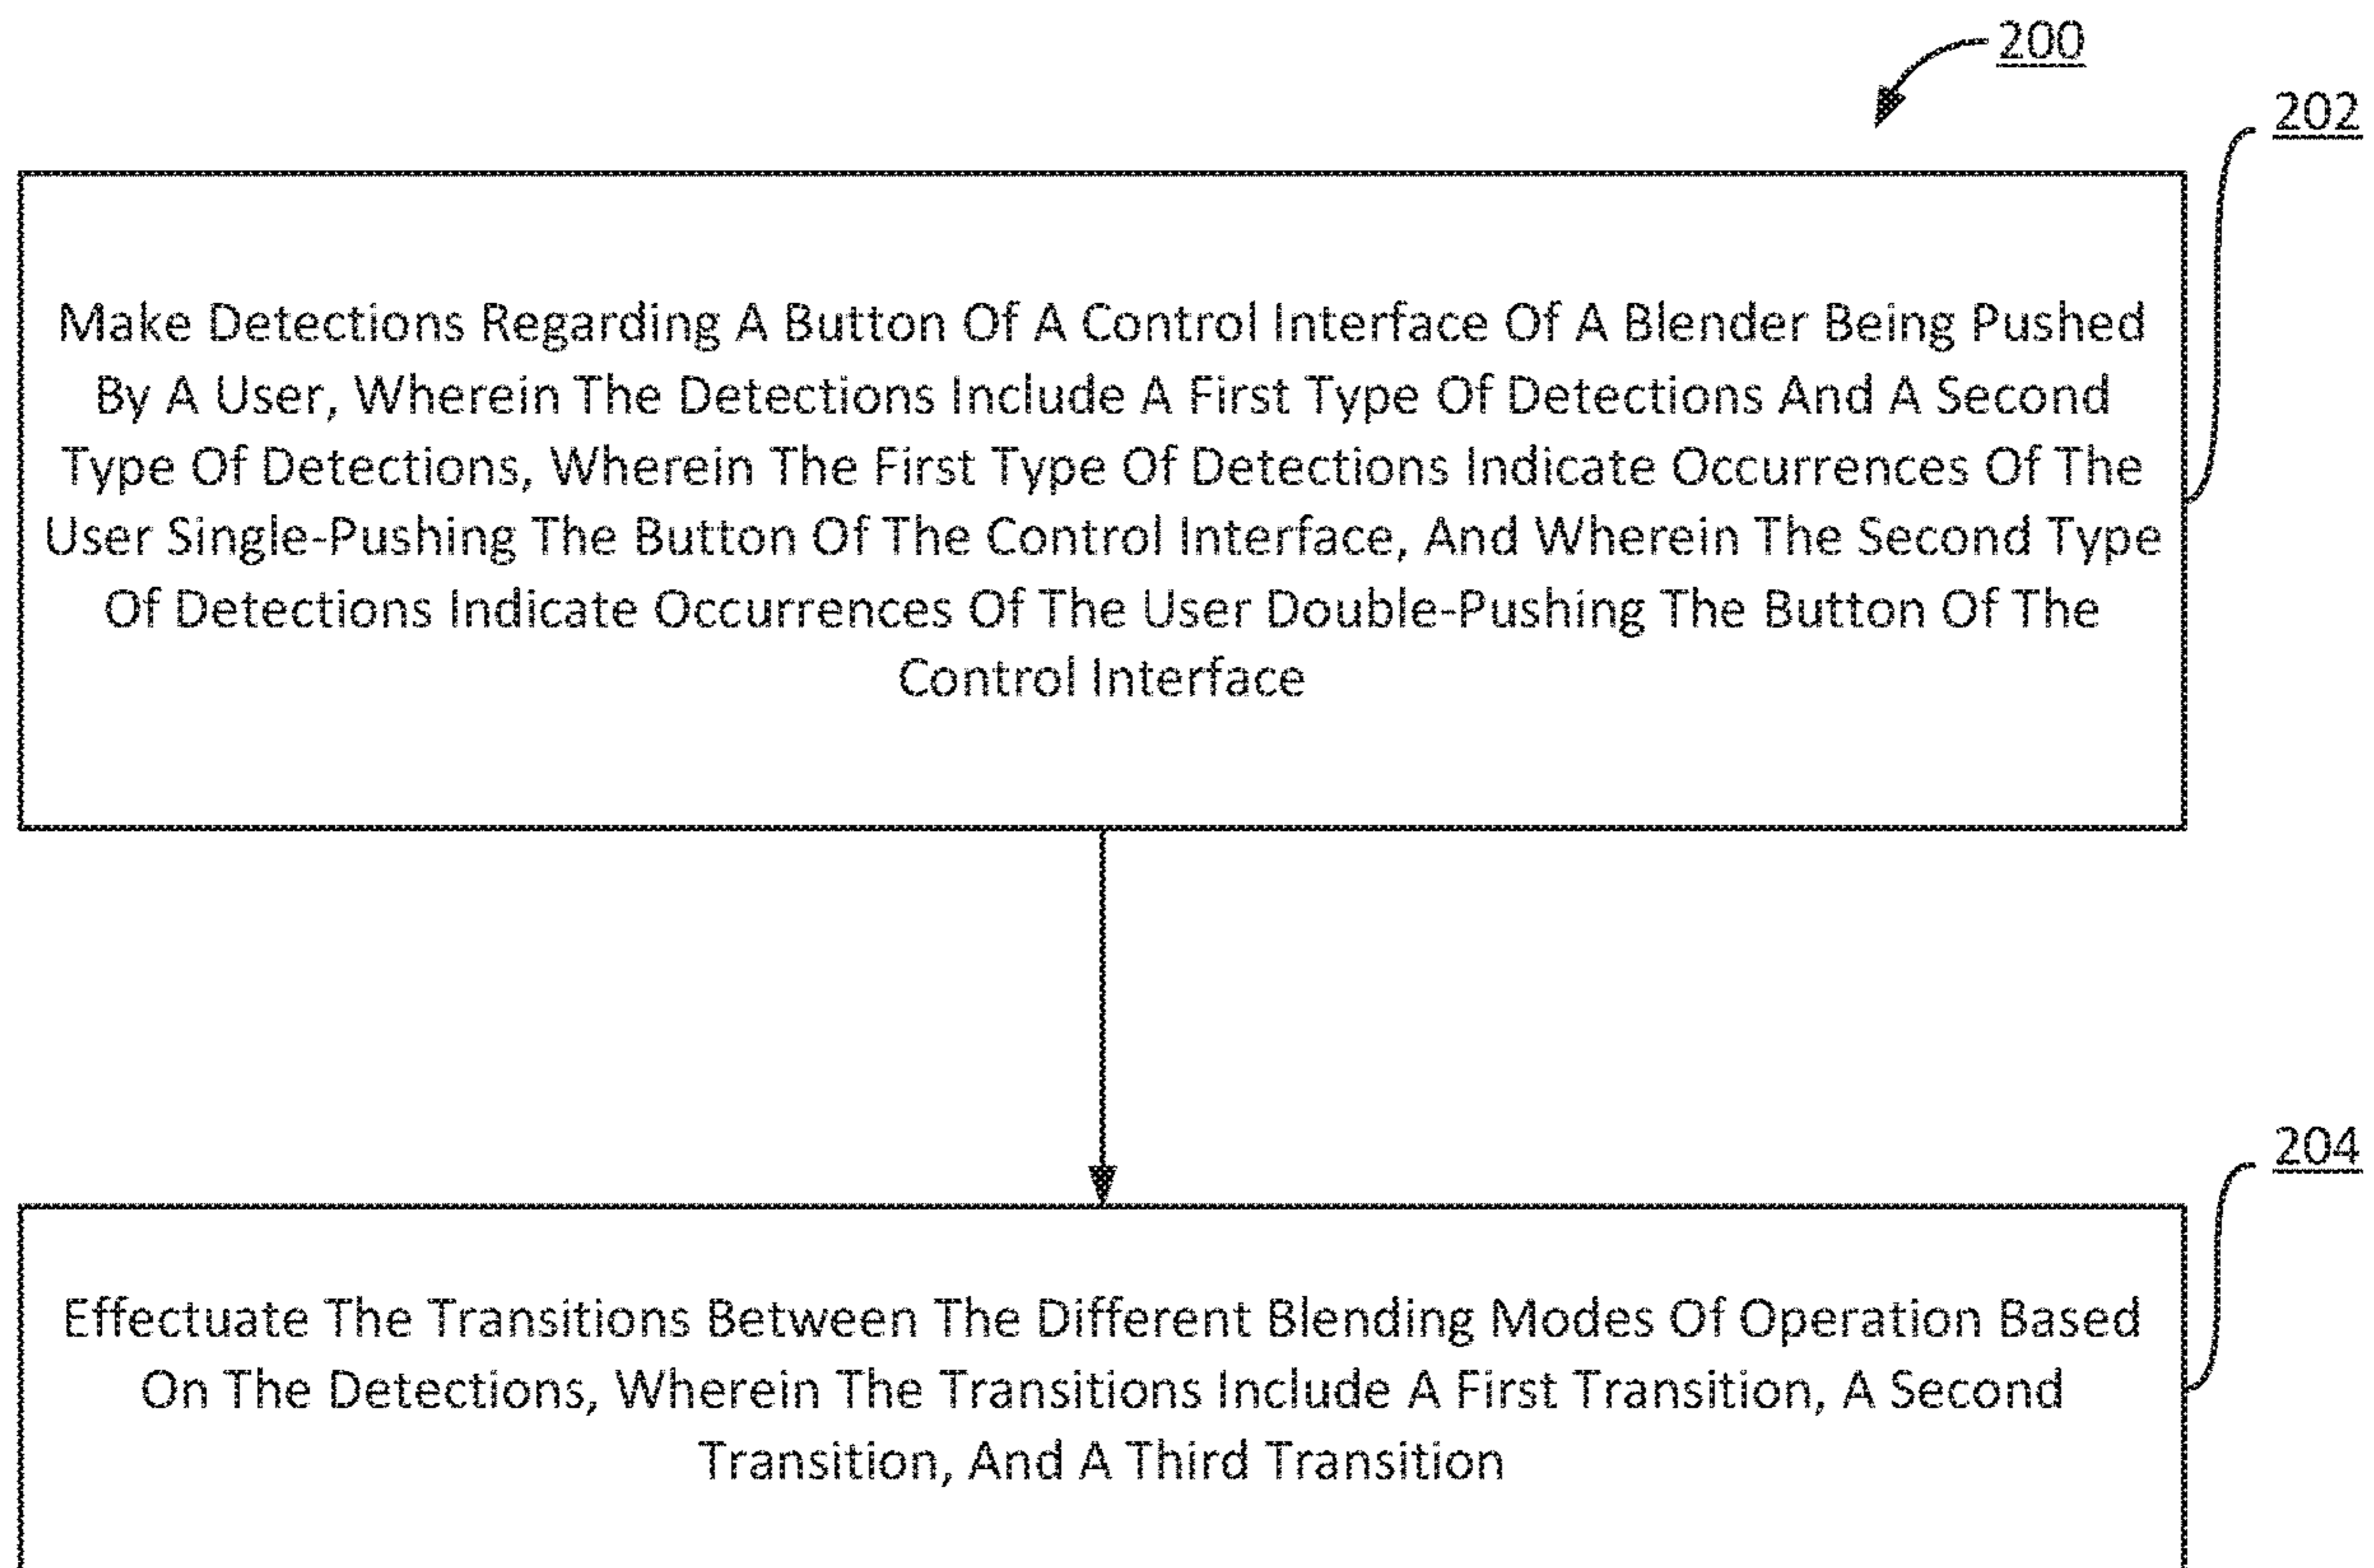 200
202
Make Detections Regarding A Button Of A Control Interface Of A Blender Being Pushed
By A User, Wherein The Detections Include A First Type Of Detections And A Second
Type Of Detections, Wherein The First Type Of Detections Indicate Occurrences Of The
User Single-Pushing The Button Of The Control Interface, And Wherein The Second Type
Of Detections Indicate Occurrences Of The User Double-Pushing The Button Of The
Control Interface
204
Effectuate The Transitions Between The Different Blending Modes Of Operation Based
On The Detections, Wherein The Transitions Include A First Transition, A Second
Transition, And A Third Transition